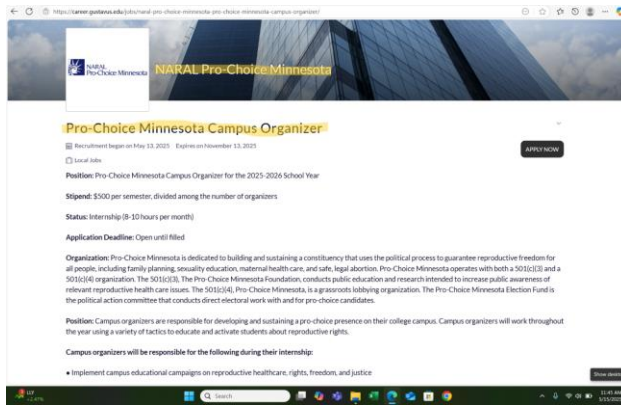 https://career.gustavus.edu/jobs/naral-pro-choice-minnesota-pro-choice-minnesota-campus-organizer/
NARAL
Pro-Choice Minnesota
NARAL Pro-Choice Minnesota
Pro-Choice Minnesota Campus Organizer
Recruitment began on May 13, 2025 Expires on November 13, 2025
APPLY NOW
Local Jobs
Position: Pro-Choice Minnesota Campus Organizer for the 2025-2026 School Year
Stipend: $500 per semester, divided among the number of organizers
Status: Internship (8-10 hours per month)
Application Deadline: Open until filled
Organization: Pro-Choice Minnesota is dedicated to building and sustaining a constituency that uses the political process to guarantee reproductive freedom for
all people, including family planning, sexuality education, maternal health care, and safe, legal abortion. Pro-Choice Minnesota operates with both a 501(c)(3) and a
501(c)(4) organization. The 501(c)(3), The Pro-Choice Minnesota Foundation, conducts public education and research intended to increase public awareness of
relevant reproductive health care issues. The 501(c)(4), Pro-Choice Minnesota, is a grassroots lobbying organization. The Pro-Choice Minnesota Election Fund is
the political action committee that conducts direct electoral work with and for pro-choice candidates.
Position: Campus organizers are responsible for developing and sustaining a pro-choice presence on their college campus. Campus organizers will work throughout
the year using a variety of tactics to educate and activate students about reproductive rights.
Campus organizers will be responsible for the following during their internship:
• Implement campus educational campaigns on reproductive healthcare, rights, freedom, and justice
Show desktop
LLY
-2.47%
Search
11:45 AM